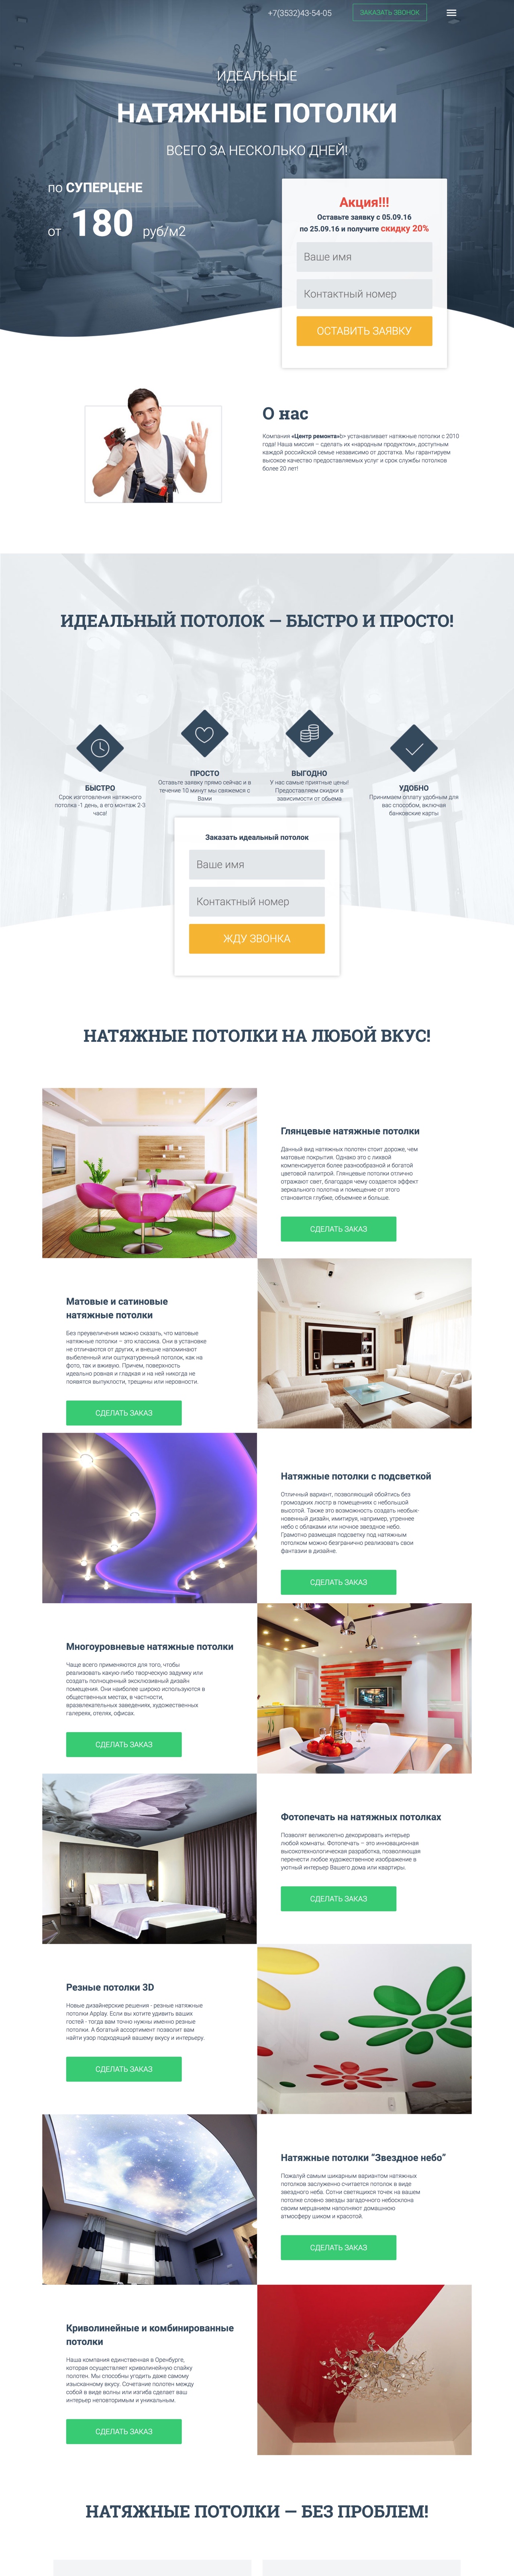 +7(3532)43-54-05
ЗАКАЗАТЬ ЗВОНОК
ИДЕАЛЬНЫЕ
НАТЯЖНЫЕ ПОТОЛКИ
ВСЕГО ЗА НЕСКОЛЬКО ДНЕЙ!
по СУПЕРЦЕНЕ
от 180 руб/м2
Акция!!!
Оставьте заявку с 05.09.16
по 25.09.16 и получите скидку 20%
Ваше имя
Контактный номер
ОСТАВИТЬ ЗАЯВКУ
О нас
Компания «Центр ремонта»b> устанавливает натяжные потолки с 2010
года! Наша миссия – сделать их «народным продуктом», доступным
каждой российской семье независимо от достатка. Мы гарантируем
высокое качество предоставляемых услуг и срок службы потолков
более 20 лет!
ИДЕАЛЬНЫЙ ПОТОЛОК — БЫСТРО И ПРОСТО!
БЫСТРО
Срок изготовления натяжного
потолка -1 день, а его монтаж 2-3
часа!
ПРОСТО
Оставьте заявку прямо сейчас и в
течение 10 минут мы свяжемся с
Вами
ВЫГОДНО
У нас самые приятные цены!
Предоставляем скидки в
зависимости от объема
УДОБНО
Принимаем оплату удобным для
вас способом, включая
банковские карты
Заказать идеальный потолок
Ваше имя
Контактный номер
ЖДУ ЗВОНКА
НАТЯЖНЫЕ ПОТОЛКИ НА ЛЮБОЙ ВКУС!
Глянцевые натяжные потолки
Данный вид натяжных полотен стоит дороже, чем
матовые покрытия. Однако это с лихвой
компенсируется более разнообразной и богатой
цветовой палитрой. Глянцевые потолки отлично
отражают свет, благодаря чему создается эффект
зеркального полотна и помещение от этого
становится глубже, объемнее и больше.
СДЕЛАТЬ ЗАКАЗ
Матовые и сатиновые
натяжные потолки
Без преувеличения можно сказать, что матовые
натяжные потолки – это классика. Они в установке
не отличаются от других, и внешне напоминают
выбеленный или оштукатуренный потолок, как на
фото, так и вживую. Причем, поверхность
идеально ровная и гладкая и на ней никогда не
появятся выпуклости, трещины или неровности.
СДЕЛАТЬ ЗАКАЗ
Натяжные потолки с подсветкой
Отличный вариант, позволяющий обойтись без
громоздких люстр в помещениях с небольшой
высотой. Также это возможность создать необык-
новенный дизайн, имитируя, например, утреннее
небо с облаками или ночное звездное небо.
Грамотно размещая подсветку под натяжным
потолком можно безгранично реализовать свои
фантазии в дизайне.
СДЕЛАТЬ ЗАКАЗ
Многоуровневые натяжные потолки
Чаще всего применяются для того, чтобы
реализовать какую-либо творческую задумку или
создать полноценный эксклюзивный дизайн
помещения. Они наиболее широко используются в
общественных местах, в частности,
вразвлекательных заведениях, художественных
галереях, отелях, офисах.
СДЕЛАТЬ ЗАКАЗ
Фотопечать на натяжных потолках
Позволят великолепно декорировать интерьер
любой комнаты. Фотопечать – это инновационная
высокотехнологическая разработка, позволяющая
перенести любое художественное изображение в
уютный интерьер Вашего дома или квартиры.
СДЕЛАТЬ ЗАКАЗ
Резные потолки 3D
Новые дизайнерские решения - резные натяжные
потолки Applay. Если вы хотите удивить ваших
гостей - тогда вам точно нужны именно резные
потолки. А богатый ассортимент позволит вам
найти узор подходящий вашему вкусу и интерьеру.
СДЕЛАТЬ ЗАКАЗ
Натяжные потолки “Звездное небо”
Пожалуй самым шикарным вариантом натяжных
потолков заслуженно считается потолок в виде
звездного неба. Сотни светящихся точек на вашем
потолке словно звезды загадочного небосклона
своим мерцанием наполняют домашнюю
атмосферу шиком и красотой.
СДЕЛАТЬ ЗАКАЗ
Криволинейные и комбинированные
потолки
Наша компания единственная в Оренбурге,
которая осуществляет криволинейную спайку
полотен. Мы способны угодить даже самому
изысканному вкусу. Сочетание полотен между
собой в виде волны или изгиба сделает ваш
интерьер неповторимым и уникальным.
СДЕЛАТЬ ЗАКАЗ
НАТЯЖНЫЕ ПОТОЛКИ — БЕЗ ПРОБЛЕМ!